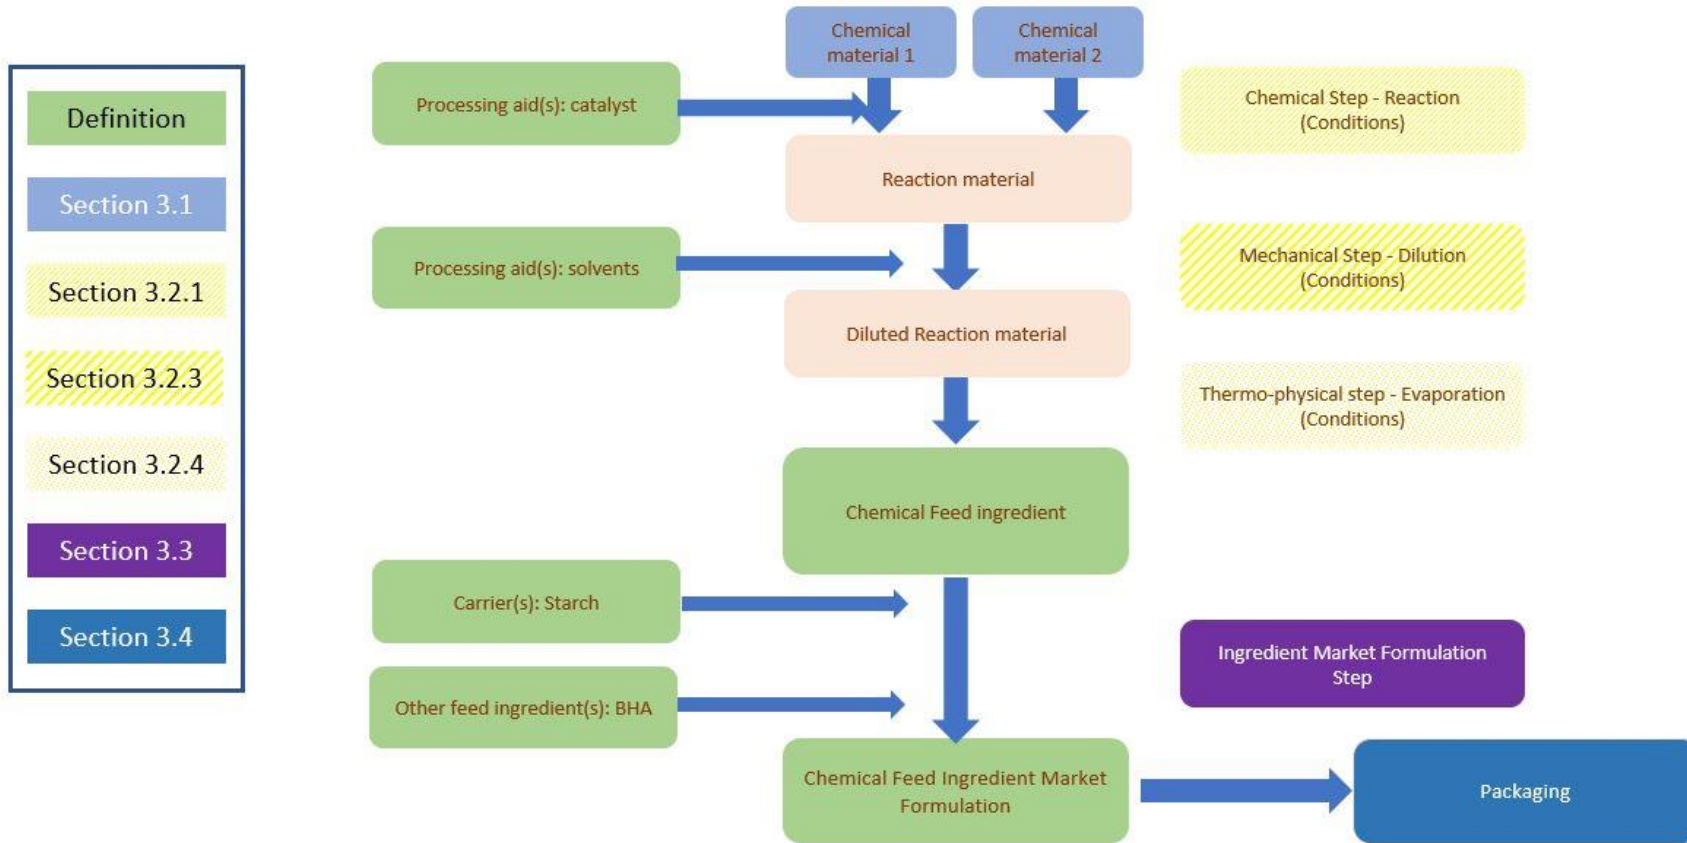 Definition
Section 3.1
Section 3.2.1
Section 3.2.3
Section 3.2.4
Section 3.3
Section 3.4
Chemical
material 1
Chemical
material 2
Processing aid(s): catalyst
Chemical Step - Reaction
(Conditions)
Reaction material
Processing aid(s): solvents
Mechanical Step - Dilution
(Conditions)
Diluted Reaction material
Thermo-physical step - Evaporation
(Conditions)
Chemical Feed ingredient
Carrier(s): Starch
Ingredient Market Formulation
Step
Other feed ingredient(s): BHA
Chemical Feed Ingredient Market
Formulation
Packaging